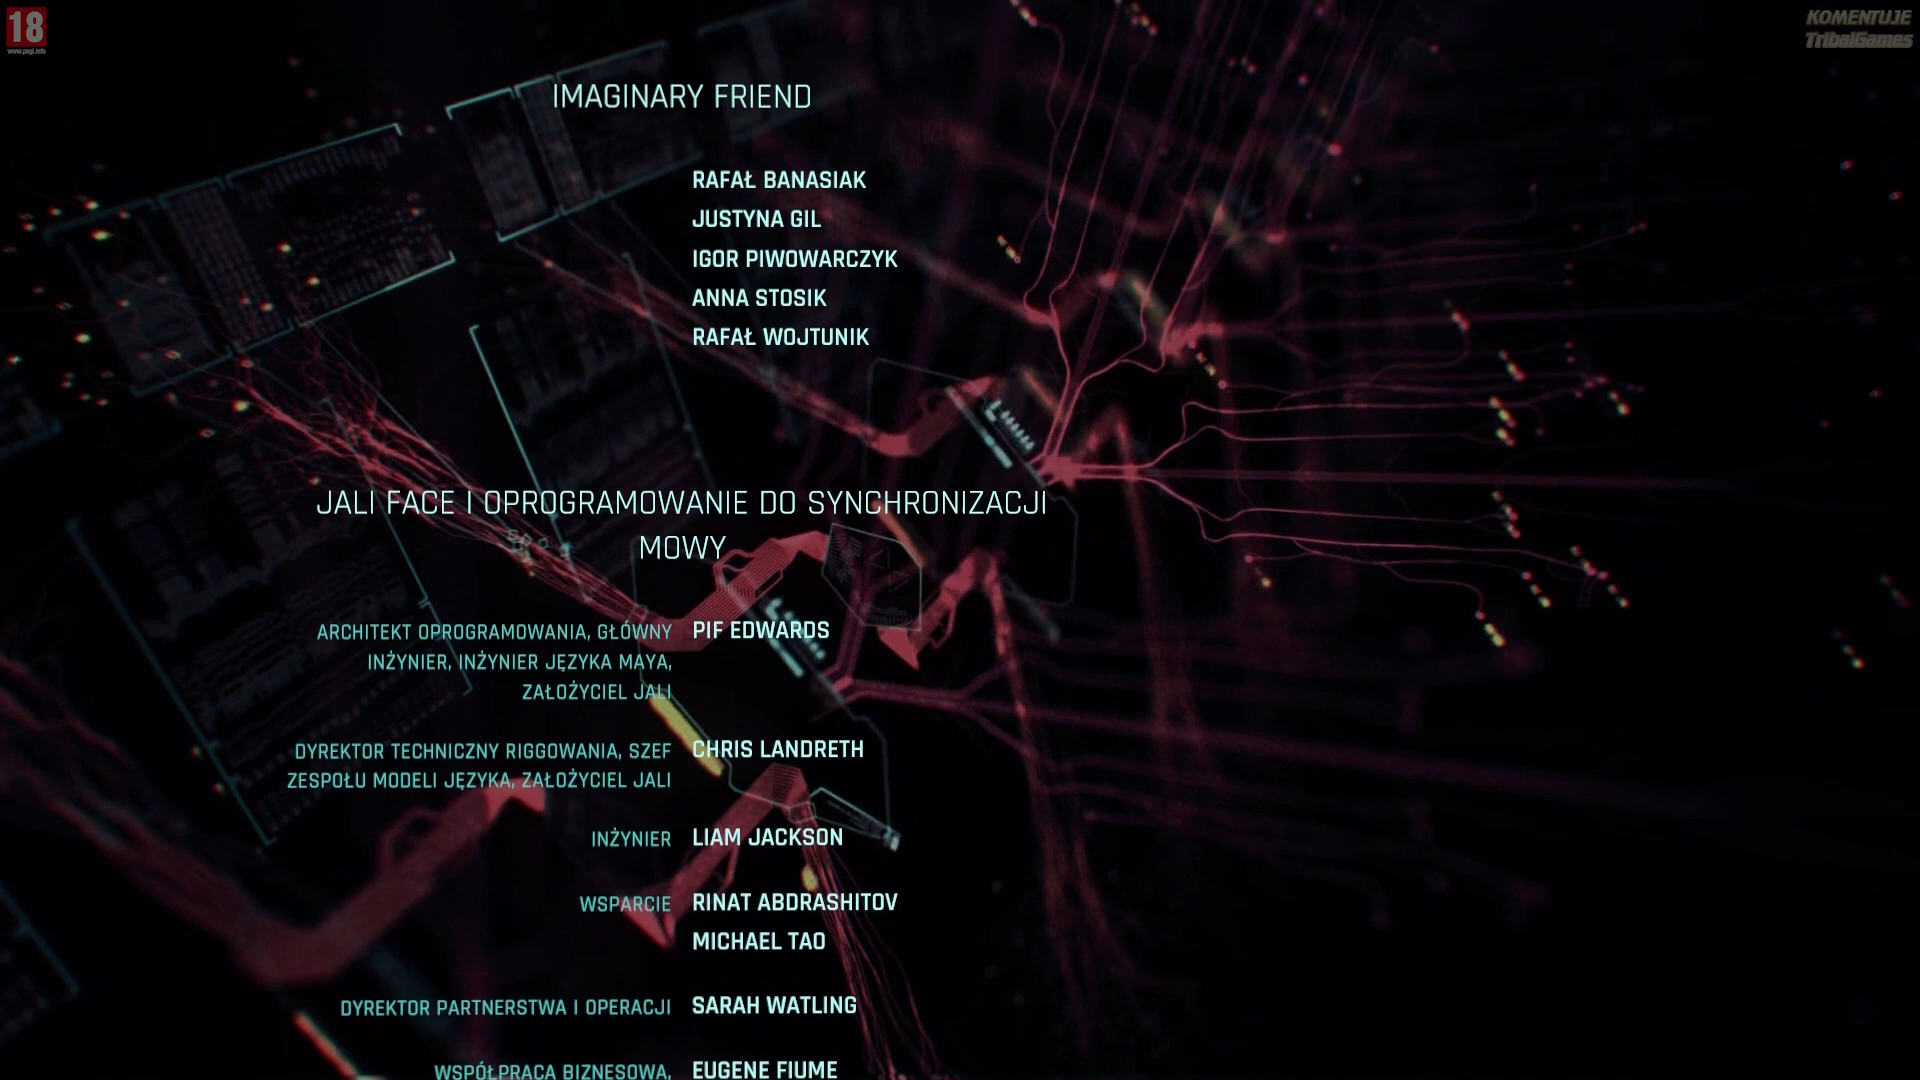 18
www.pegi.info
KOMENTUJE
TribalGames
IMAGINARY FRIEND
RAFAŁ BANASIAK
JUSTYNA GIL
IGOR PIWOWARCZYK
ANNA STOSIK
RAFAŁ WOJTUNIK
JALI FACE I OPROGRAMOWANIE DO SYNCHRONIZACJI
MOWY
ARCHITEKT OPROGRAMOWANIA, GŁÓWNY PIF EDWARDS
INŻYNIER, INŻYNIER JĘZYKA MAYA,
ZAŁOŻYCIEL JALI
DYREKTOR TECHNICZNY RIGGOWANIA, SZEF CHRIS LANDRETH
ZESPOŁU MODELI JĘZYKA, ZAŁOŻYCIEL JALI
INŻYNIER LIAM JACKSON
WSPARCIE RINAT ABDRASHITOV
MICHAEL TAO
DYREKTOR PARTNERSTWA I OPERACJI SARAH WATLING
WSPÓŁPRACA BIZNESOWA, EUGENE FIUME